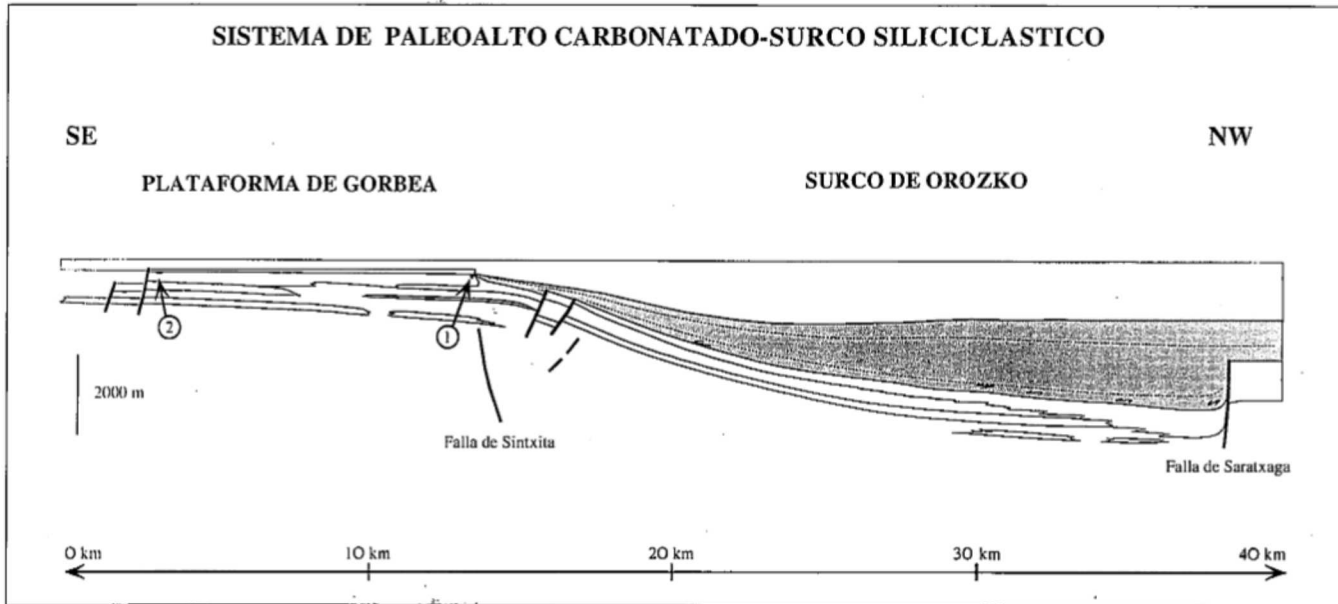 SISTEMA DE PALEOALTO CARBONATADO-SURCO SILICICLASTICO
SE
NW
PLATAFORMA DE GORBEA
SURCO DE OROZKO
2
1
2000 m
Falla de Sintxita
Falla de Saratxaga
0 km
10 km
20 km
30 km
40 km